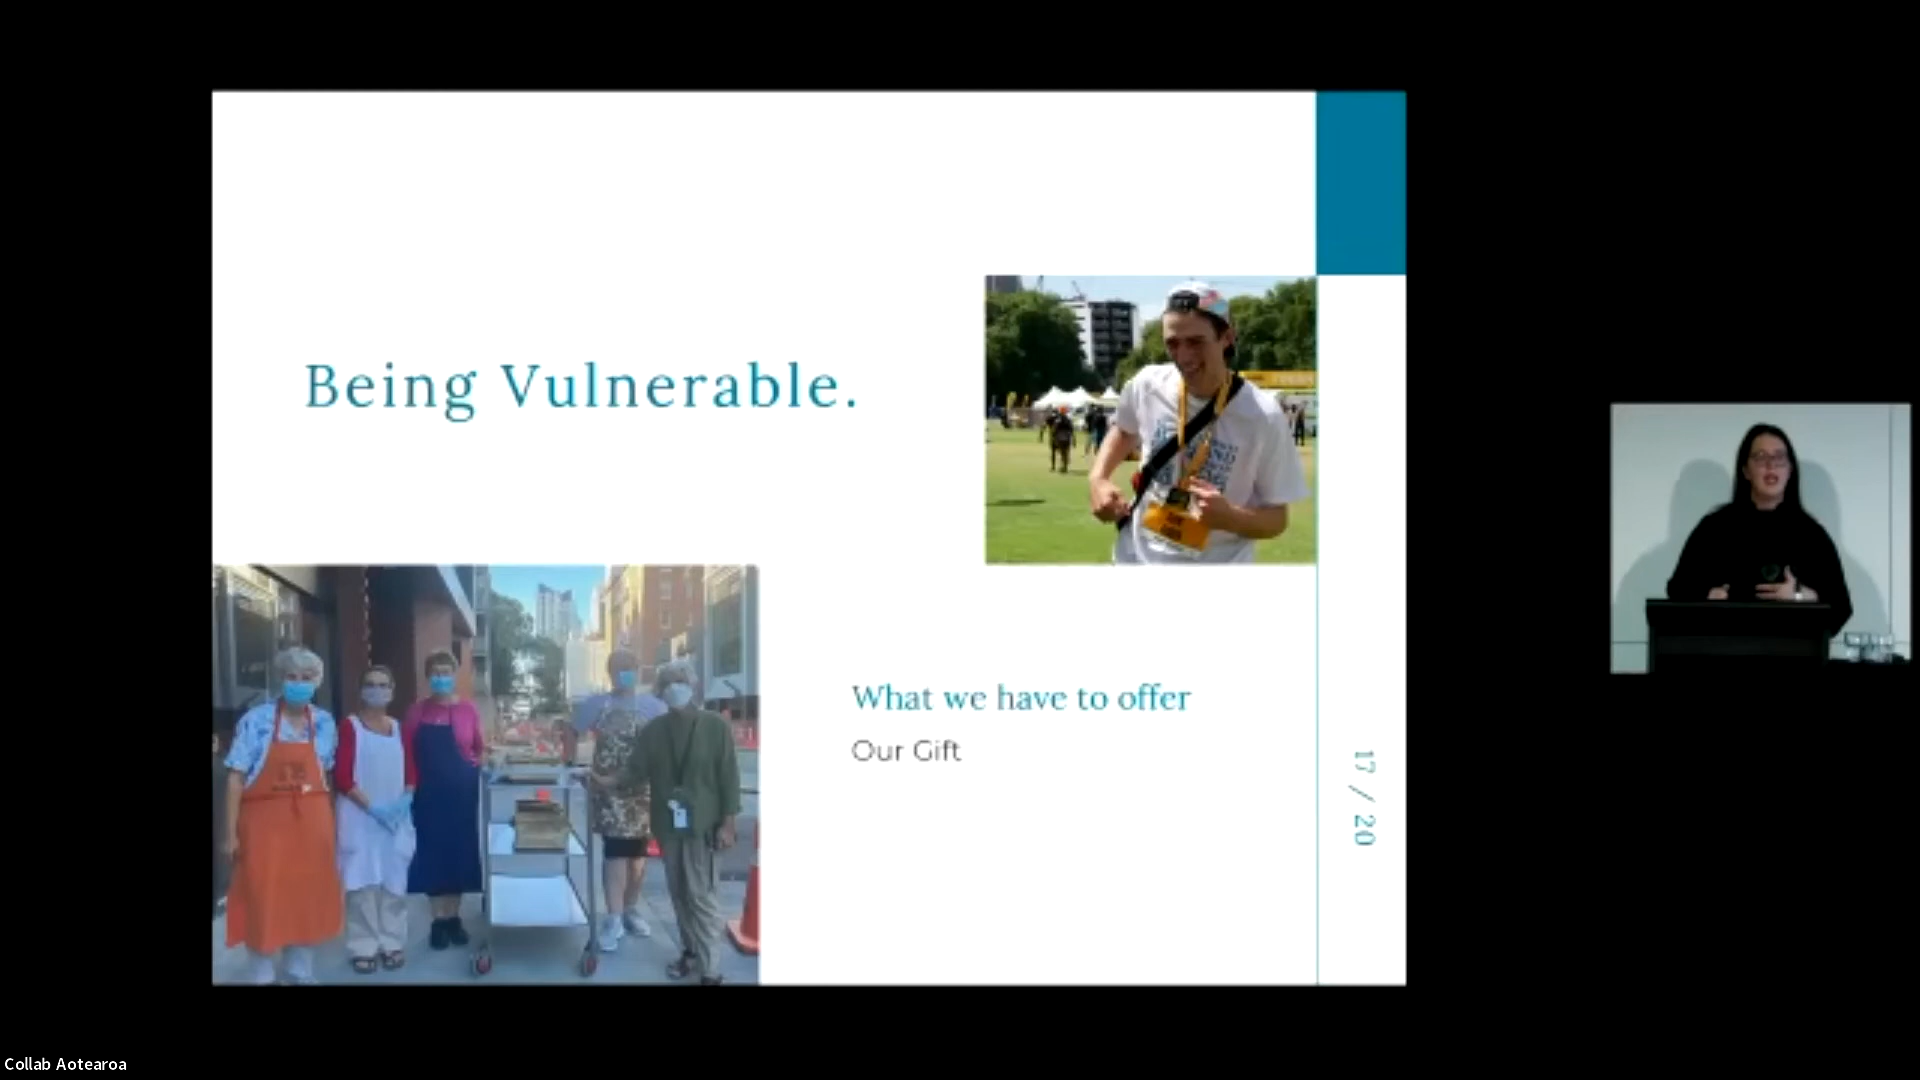 Being Vulnerable.
What we have to offer
Our Gift
17 / 20
Collab Aotearoa